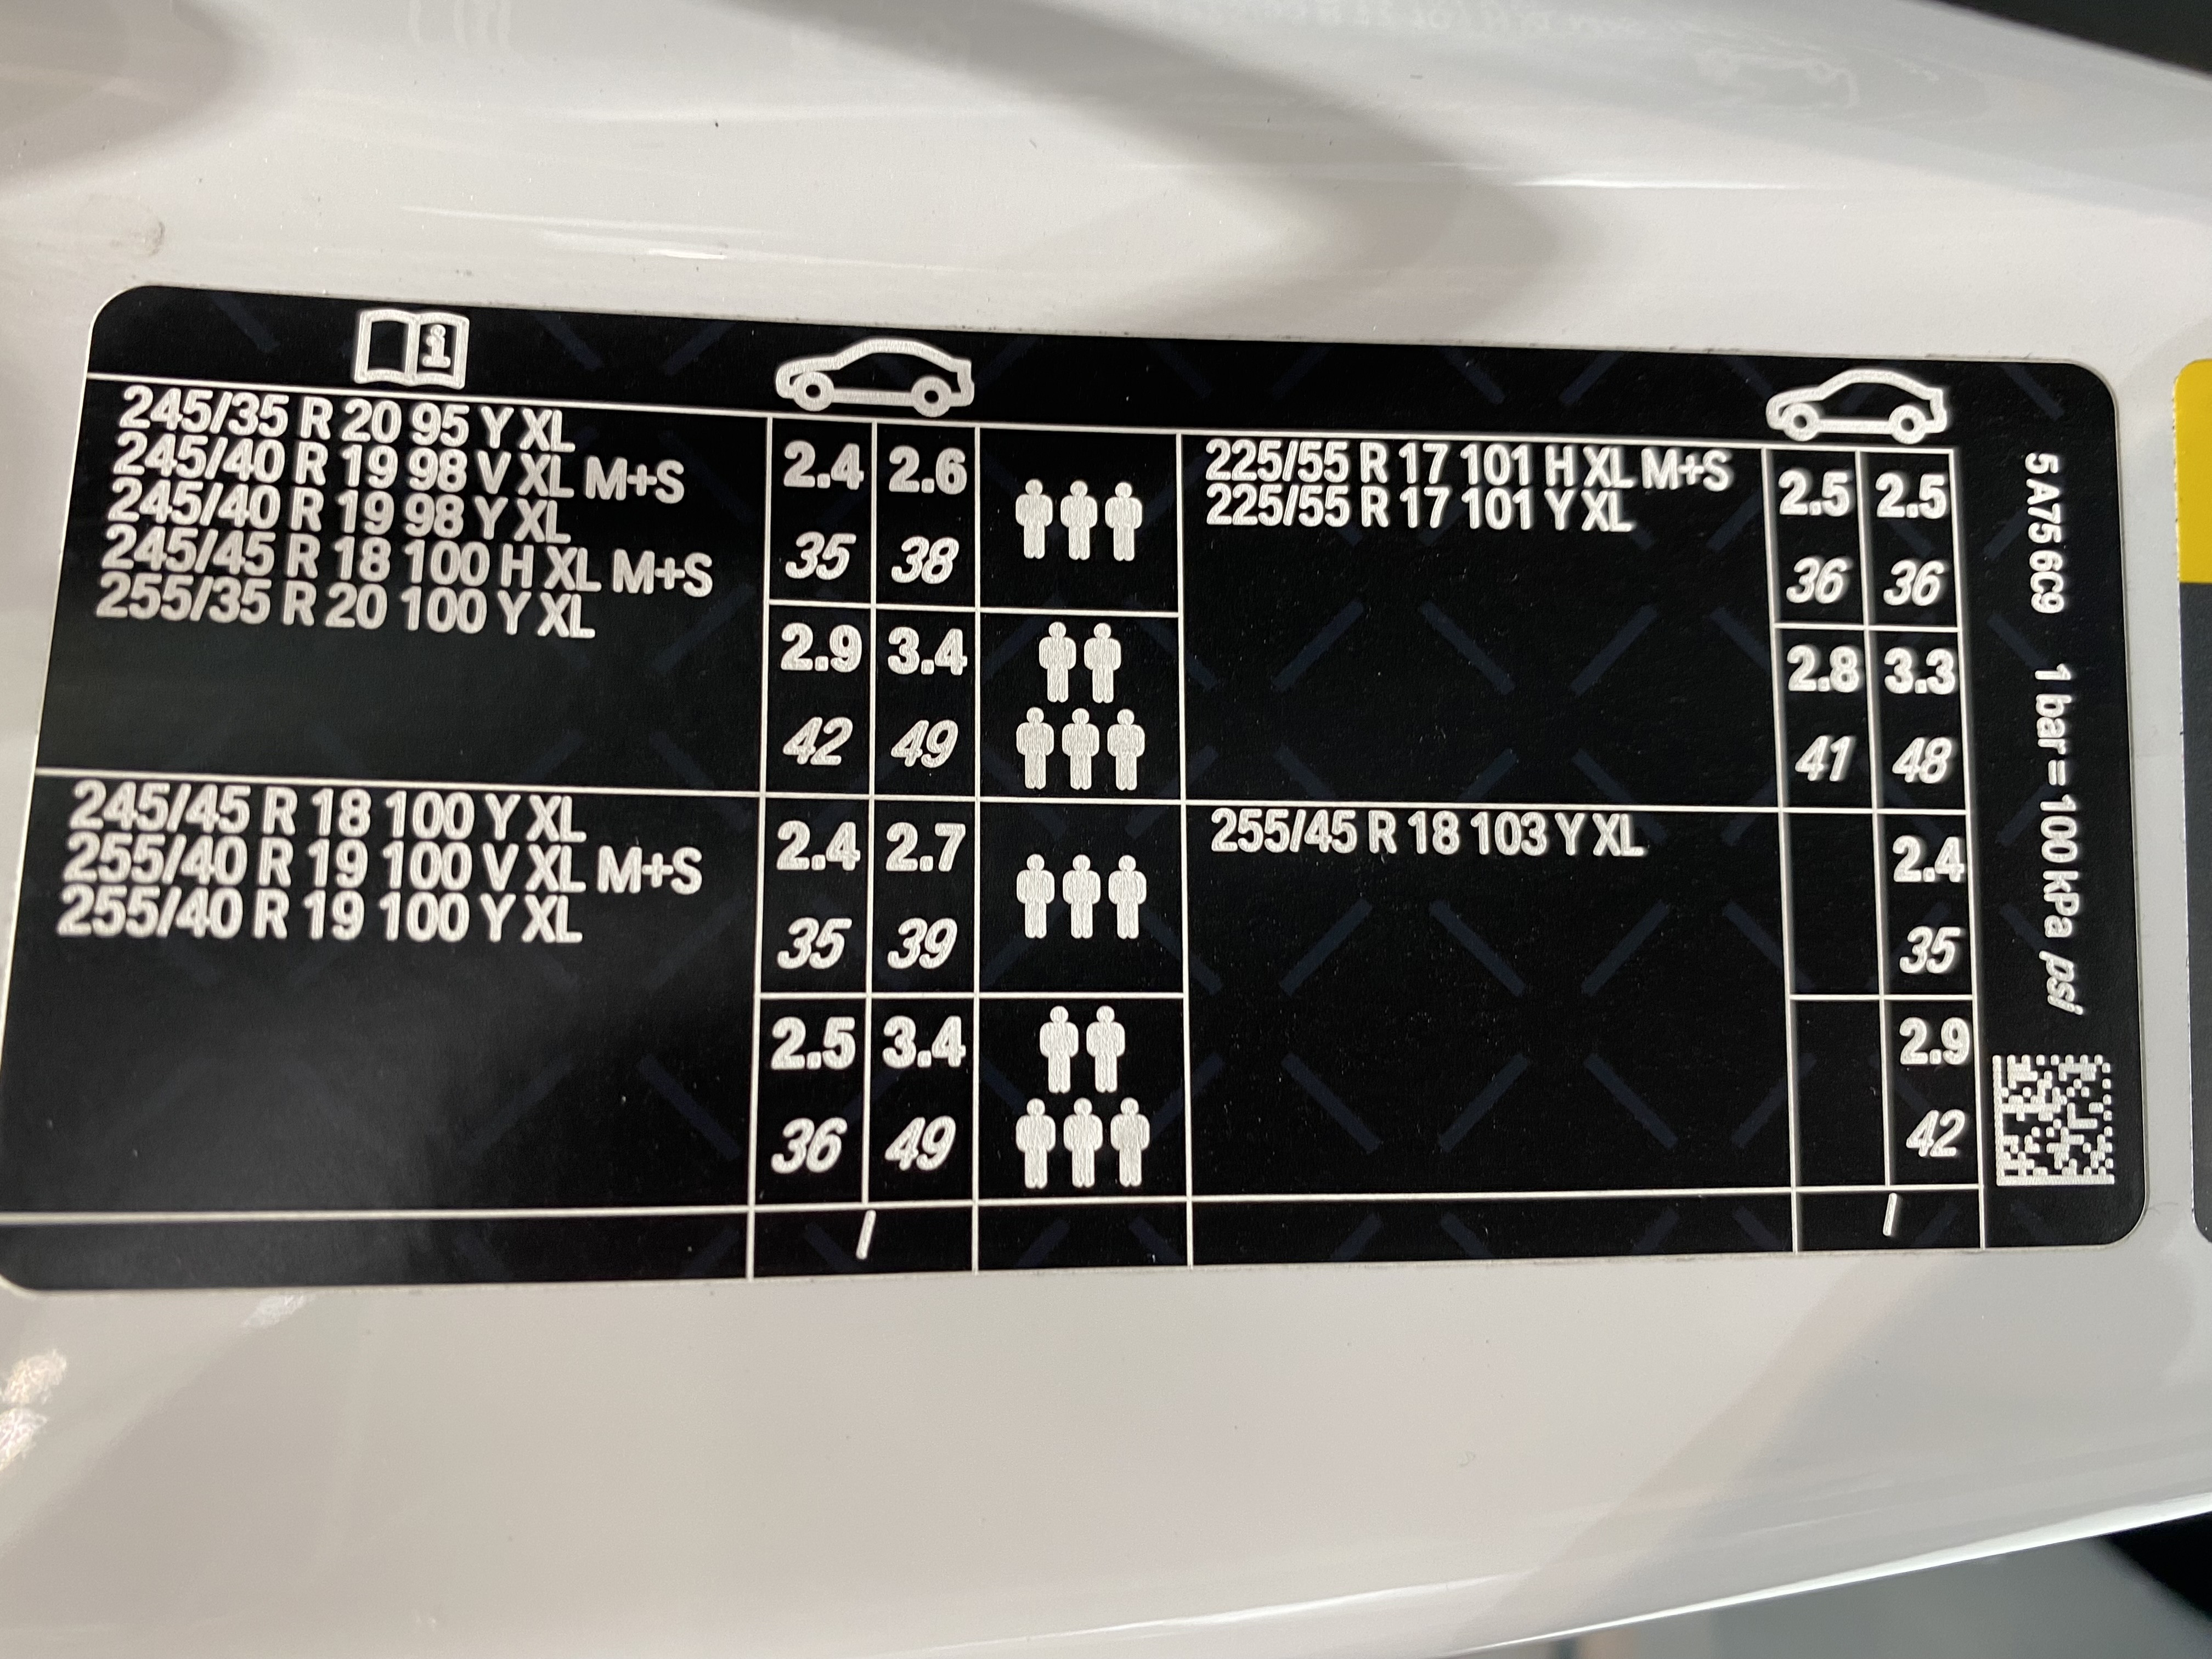 i
245/35 R 20 95 Y XL
245/40 R 19 98 V XL M+S
245/40 R 19 98 Y XL
245/45 R 18 100 H XL M+S
255/35 R 20 100 Y XL
2.4 2.6
35 38
2.9 3.4
42 49
225/55 R 17 101 H XL M+S
225/55 R 17 101 Y XL
2.5 2.5
36 36
2.8 3.3
41 48
245/45 R 18 100 Y XL
255/40 R 19 100 V XL M+S
255/40 R 19 100 Y XL
2.4 2.7
35 39
2.5 3.4
36 49
255/45 R 18 103 Y XL
2.4
35
2.9
42
/
/
5 A75 6C9 1 bar = 100 kPa psi